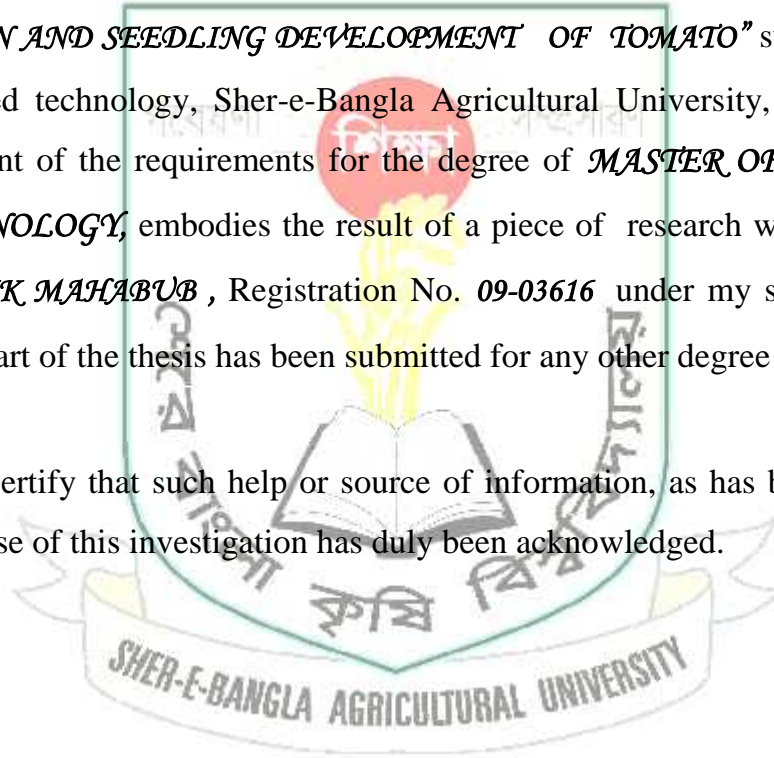 N AND SEEDLING DEVELOPMENT OF TOMATO" s
ed technology, Sher-e-Bangla Agricultural University,
nt of the requirements for the degree of MASTER OF
NOLOGY, embodies the result of a piece of research w
K MAHABUB , Registration No. 09-03616 under my s
art of the thesis has been submitted for any other degree
ertify that such help or source of information, as has b
se of this investigation has duly been acknowledged.
শিক্ষা
শেরে বাংলা কৃষি বিশ্ববিদ্যালয়
SHER-E-BANGLA AGRICULTURAL UNIVERSITY